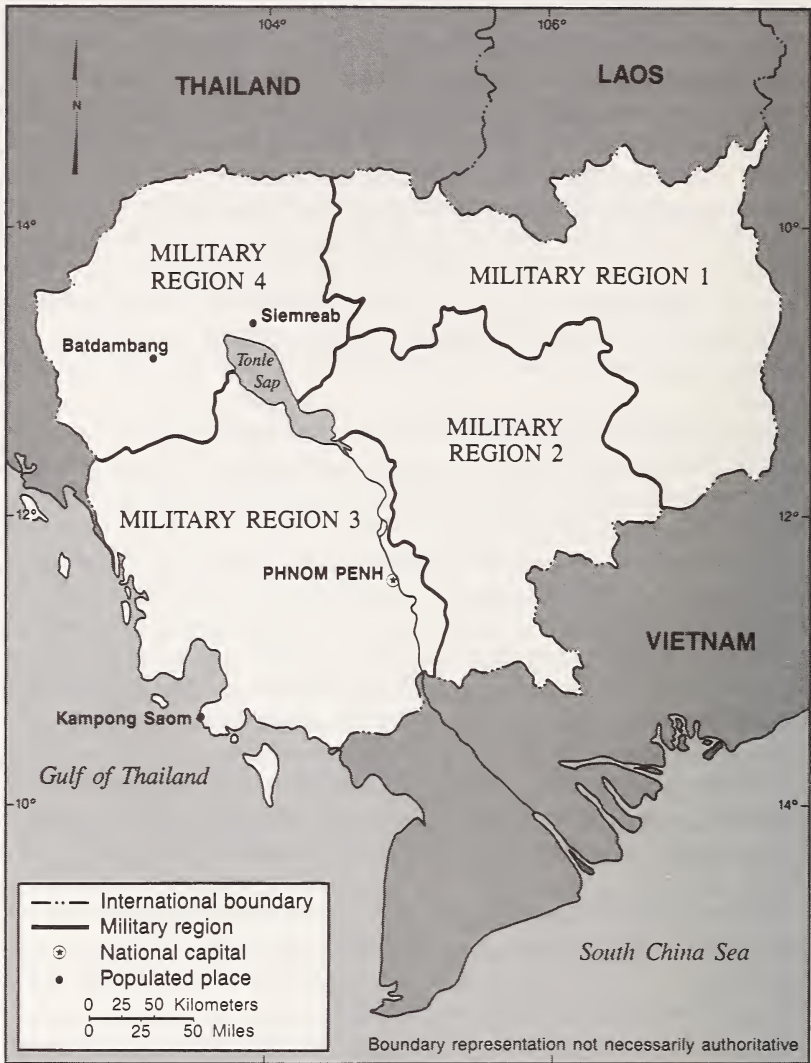 104°
106°
THAILAND
LAOS
N
14°
10°
MILITARY
REGION 4
MILITARY REGION 1
Siemreab
Batdambang
Tonle
Sap
MILITARY
REGION 2
12°
MILITARY REGION 3
12°
PHNOM PENH
VIETNAM
Kampong Saom
Gulf of Thailand
10°
14°
International boundary
Military region
National capital
Populated place
0 25 50 Kilometers
0 25 50 Miles
South China Sea
Boundary representation not necessarily authoritative